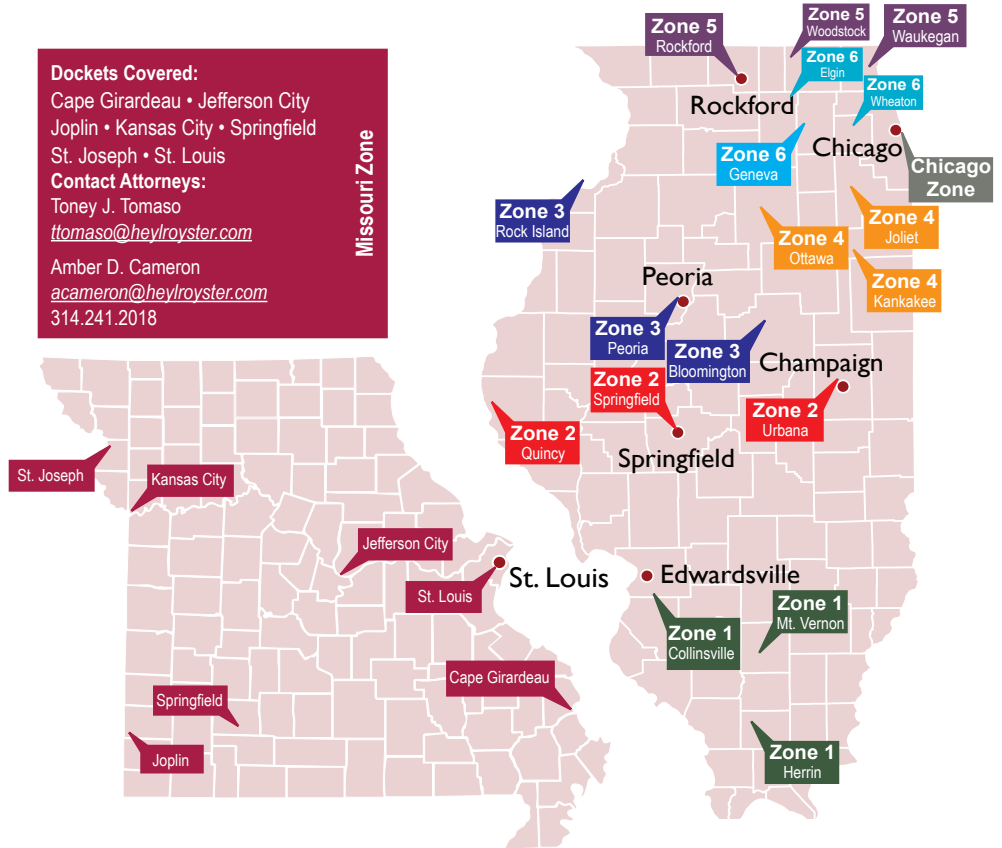 Dockets Covered:
Cape Girardeau • Jefferson City
Joplin • Kansas City • Springfield
St. Joseph • St. Louis
Contact Attorneys:
Toney J. Tomaso
ttomaso@heylroyster.com
Amber D. Cameron
acameron@heylroyster.com
314.241.2018
Missouri Zone
Zone 5
Rockford
Zone 5
Woodstock
Zone 5
Waukegan
Zone 6
Elgin
Zone 6
Wheaton
Rockford
Chicago
Zone 6
Geneva
Chicago
Zone
Zone 3
Rock Island
Zone 4
Ottawa
Zone 4
Joliet
Zone 4
Kankakee
Peoria
Zone 3
Peoria
Zone 3
Bloomington
Champaign
Zone 2
Springfield
Zone 2
Urbana
Zone 2
Quincy
Springfield
St. Joseph
Kansas City
Jefferson City
St. Louis
St. Louis
Edwardsville
Zone 1
Collinsville
Zone 1
Mt. Vernon
Cape Girardeau
Springfield
Joplin
Zone 1
Herrin